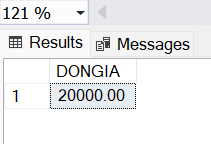 121 %
Results Messages
DONGIA
1 20000.00